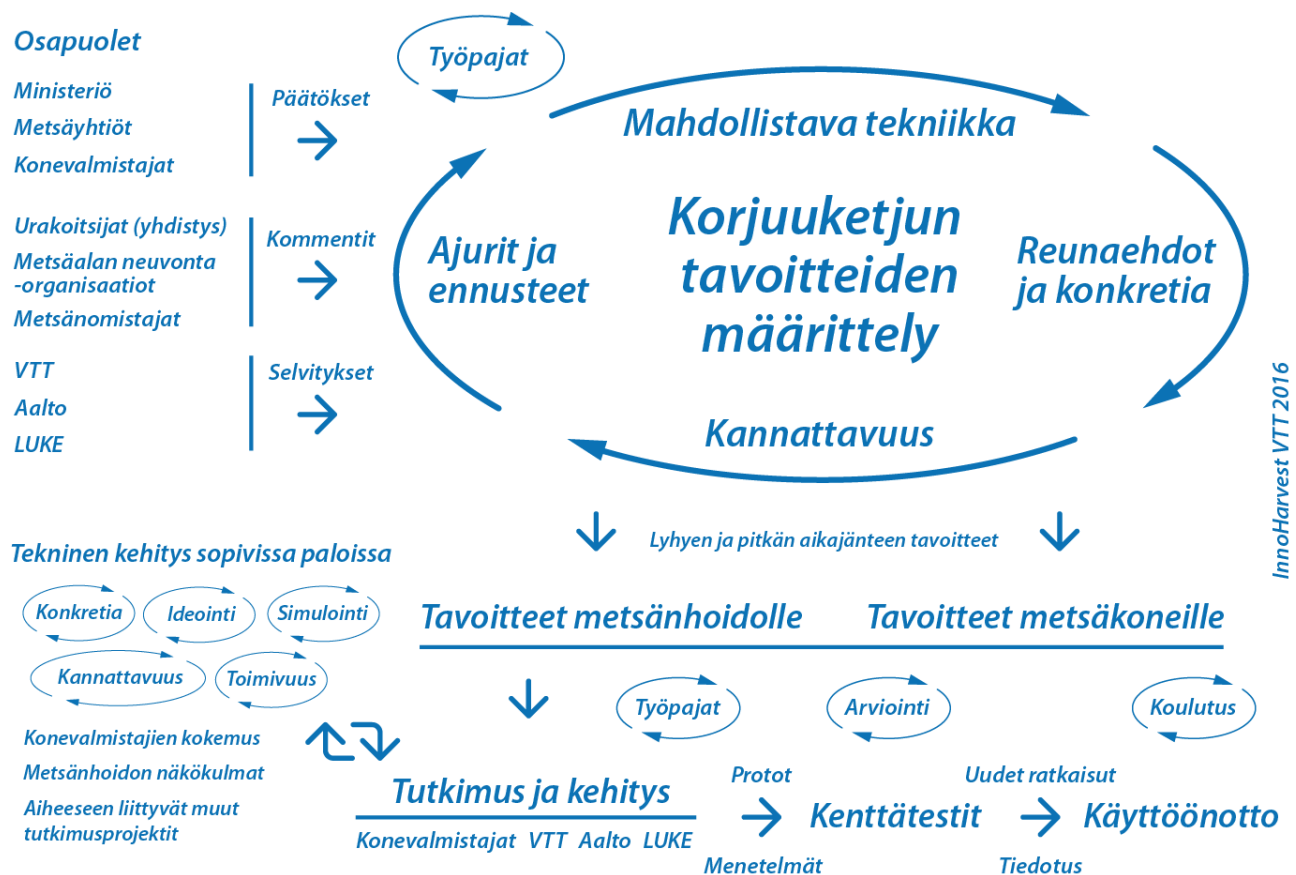 Osapuolet
Ministeriö
Metsäyhtiöt
Konevalmistajat
Päätökset
Urakoitsijat (yhdistys)
Metsäalan neuvonta
-organisaatiot
Metsänomistajat
Kommentit
VTT
Aalto
LUKE
Selvitykset
Työpajat
Mahdollistava tekniikka
Korjuuketjun
tavoitteiden
määrittely
Ajurit ja
ennusteet
Reunaehdot
ja konkretia
Kannattavuus
InnoHarvest VTT 2016
Lyhyen ja pitkän aikajänteen tavoitteet
Tavoitteet metsänhoidolle
Tavoitteet metsäkoneille
Tekninen kehitys sopivissa paloissa
Konkretia
Ideointi
Simulointi
Kannattavuus
Toimivuus
Konevalmistajien kokemus
Metsänhoidon näkökulmat
Aiheeseen liittyvät muut
tutkimusprojektit
Työpajat
Arviointi
Koulutus
Tutkimus ja kehitys
Konevalmistajat VTT Aalto LUKE
Protot
Menetelmät
Kenttätestit
Uudet ratkaisut
Tiedotus
Käyttöönotto